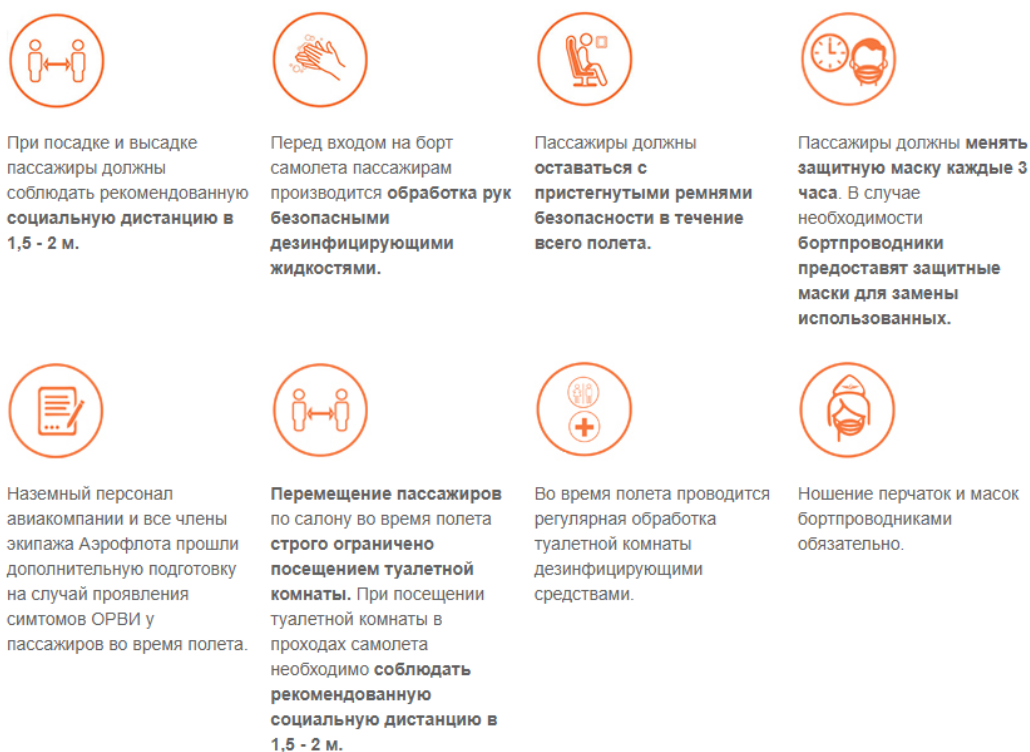 При посадке и высадке
пассажиры должны
соблюдать рекомендованную
социальную дистанцию в
1,5 - 2 м.
Перед входом на борт
самолета пассажирам
производится обработка рук
безопасными
дезинфицирующими
жидкостями.
Пассажиры должны
оставаться с
пристегнутыми ремнями
безопасности в течение
всего полета.
Пассажиры должны менять
защитную маску каждые 3
часа. В случае
необходимости
бортпроводники
предоставят защитные
маски для замены
использованных.
Наземный персонал
авиакомпании и все члены
экипажа Аэрофлота прошли
дополнительную подготовку
на случай проявления
симтомов ОРВИ у
пассажиров во время полета.
Перемещение пассажиров
по салону во время полета
строго ограничено
посещением туалетной
комнаты. При посещении
туалетной комнаты в
проходах самолета
необходимо соблюдать
рекомендованную
социальную дистанцию в
1,5 - 2 м.
Во время полета проводится
регулярная обработка
туалетной комнаты
дезинфицирующими
средствами.
Ношение перчаток и масок
бортпроводниками
обязательно.